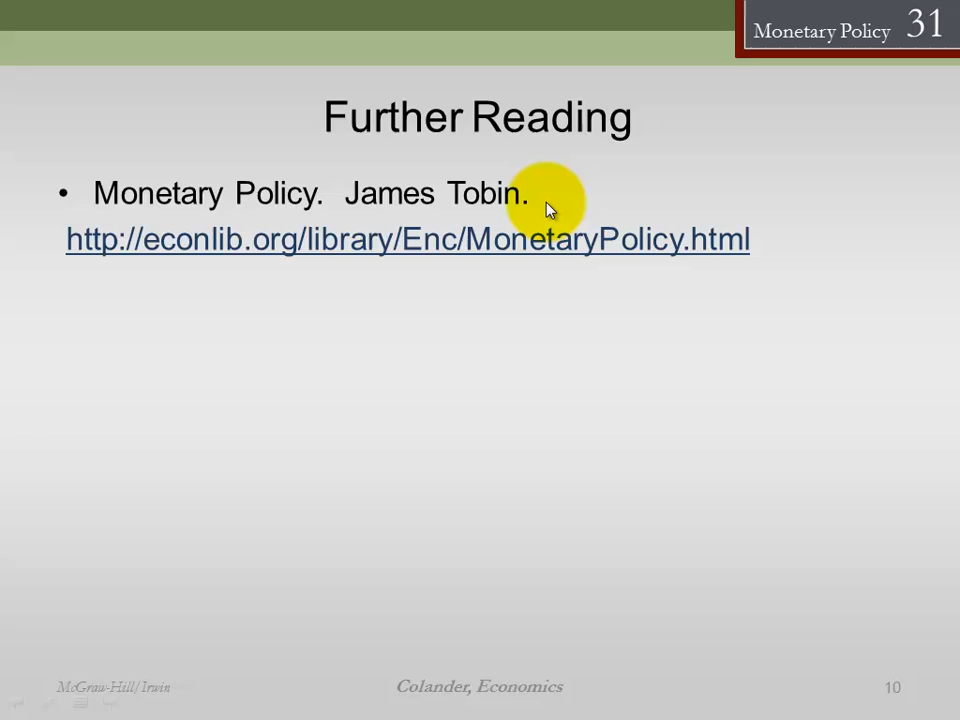 Monetary Policy 31
Further Reading
• Monetary Policy. James Tobin.
http://econlib.org/library/Enc/MonetaryPolicy.html
McGraw-Hill/Irwin
Colander, Economics
10